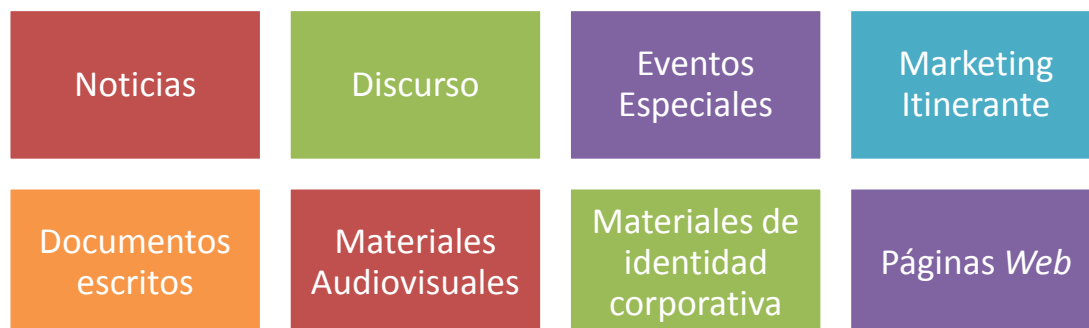 Noticias
Discurso
Eventos
Especiales
Marketing
Itinerante
Documentos
escritos
Materiales
Audiovisuales
Materiales de
identidad
corporativa
Páginas Web